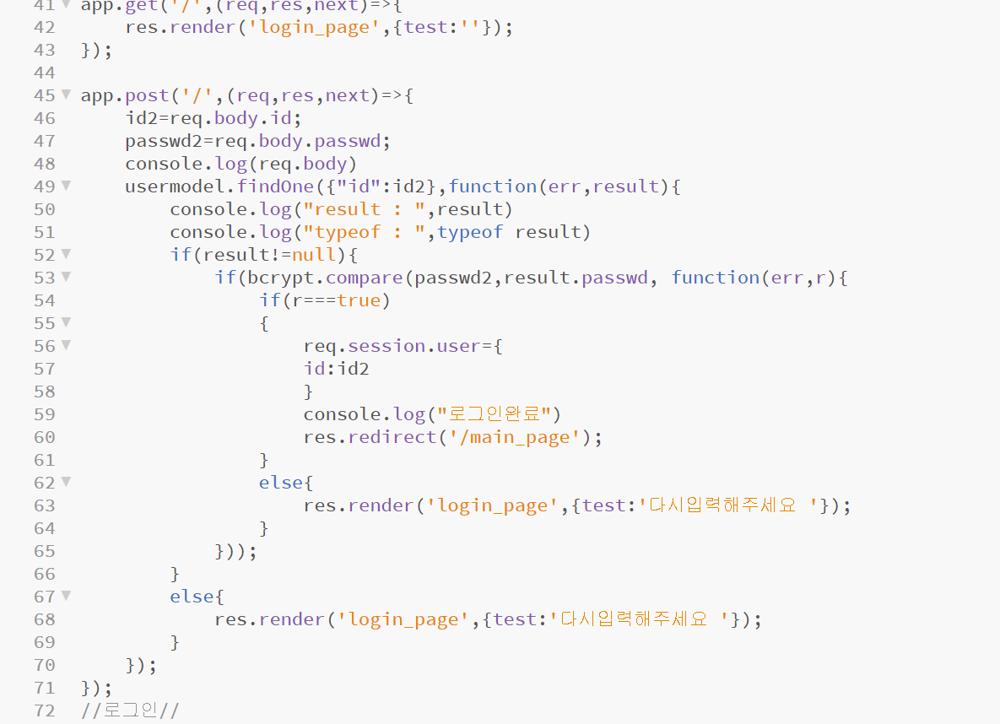 41 app.get('/',(req,res,next)=>{
42 res.render('login_page',{test:''});
43 });
44
45 app.post('/',(req,res,next)=>{
46 id2=req.body.id;
47 passwd2=req.body.passwd;
48 console.log(req.body)
49 usermodel.findOne({"id":id2},function(err,result){
50 console.log("result : ",result)
51 console.log("typeof : ",typeof result)
52 if(result!=null){
53 if(bcrypt.compare(passwd2,result.passwd, function(err,r){
54 if(r===true)
55 {
56 req.session.user={
57 id:id2
58 }
59 console.log("로그인완료")
60 res.redirect('/main_page');
61 }
62 else{
63 res.render('login_page',{test:'다시입력해주세요 '});
64 }
65 }));
66 }
67 else{
68 res.render('login_page',{test:'다시입력해주세요 '});
69 }
70 });
71 });
72 //로그인//